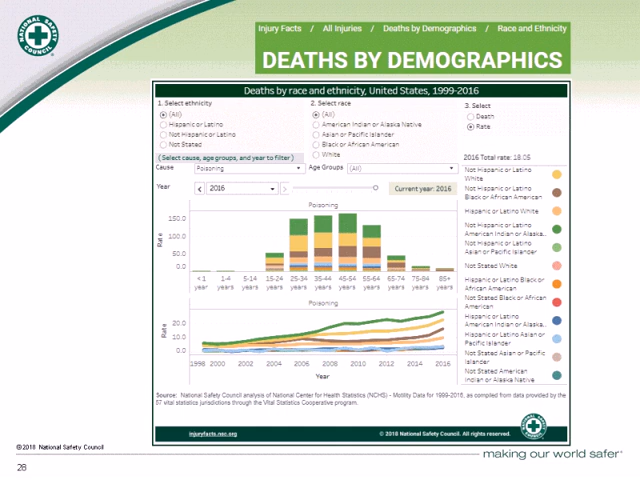 NATIONAL SAFETY COUNCIL
Injury Facts / All Injuries / Deaths by Demographics / Race and Ethnicity
DEATHS BY DEMOGRAPHICS
Deaths by race and ethnicity, United States, 1999-2016
1. Select ethnicity
(All)
Hispanic or Latino
Not Hispanic or Latino
Not Stated
2. Select race
(All)
American Indian or Alaska Native
Asian or Pacific Islander
Black or African American
White
3. Select
Death
Rate
(Select cause, age groups, and year to filter)
Cause
Poisoning
Age Groups
(All)
Year
2016
Current year: 2016
2016 Total rate: 18.05
Not Hispanic or Latino
White
Not Hispanic or Latino
Black or African American
Hispanic or Latino White
Not Hispanic or Latino
American Indian or Alaska..
Not Hispanic or Latino
Asian or Pacific Islander
Not Stated White
Hispanic or Latino Black or
African American
Not Stated Black or African
American
Hispanic or Latino
American Indian or Alaska..
Hispanic or Latino Asian or
Pacific Islander
Not Stated Asian or Pacific
Islander
Not Stated American
Indian or Alaska Native
Poisoning
Rate
150.0
100.0
50.0
0.0
< 1 year
1-4 year
5-14 year
15-24 year
25-34 year
35-44 year
45-54 year
55-64 year
65-74 year
75-84 year
85+ year
Poisoning
Rate
20.0
10.0
0.0
1998 2000 2002 2004 2006 2008 2010 2012 2014 2016
Year
Source: National Safety Council analysis of National Center for Health Statistics (NCHS) - Mortality Data for 1999-2016, as compiled from data provided by the
57 vital statistics jurisdictions through the Vital Statistics Cooperative program.
injuryfacts.nsc.org
© 2018 National Safety Council. All rights reserved.
©2018 National Safety Council
making our world safer
28